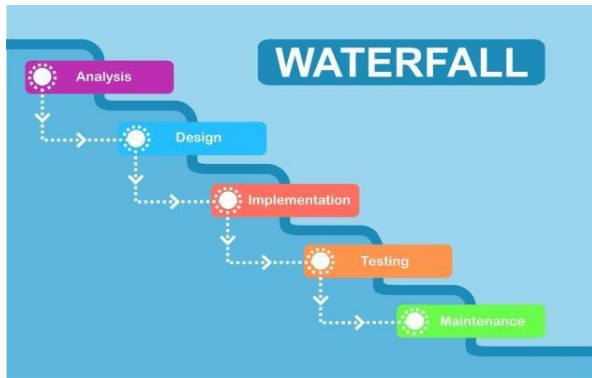 WATERFALL
Analysis
Design
Implementation
Testing
Maintenance